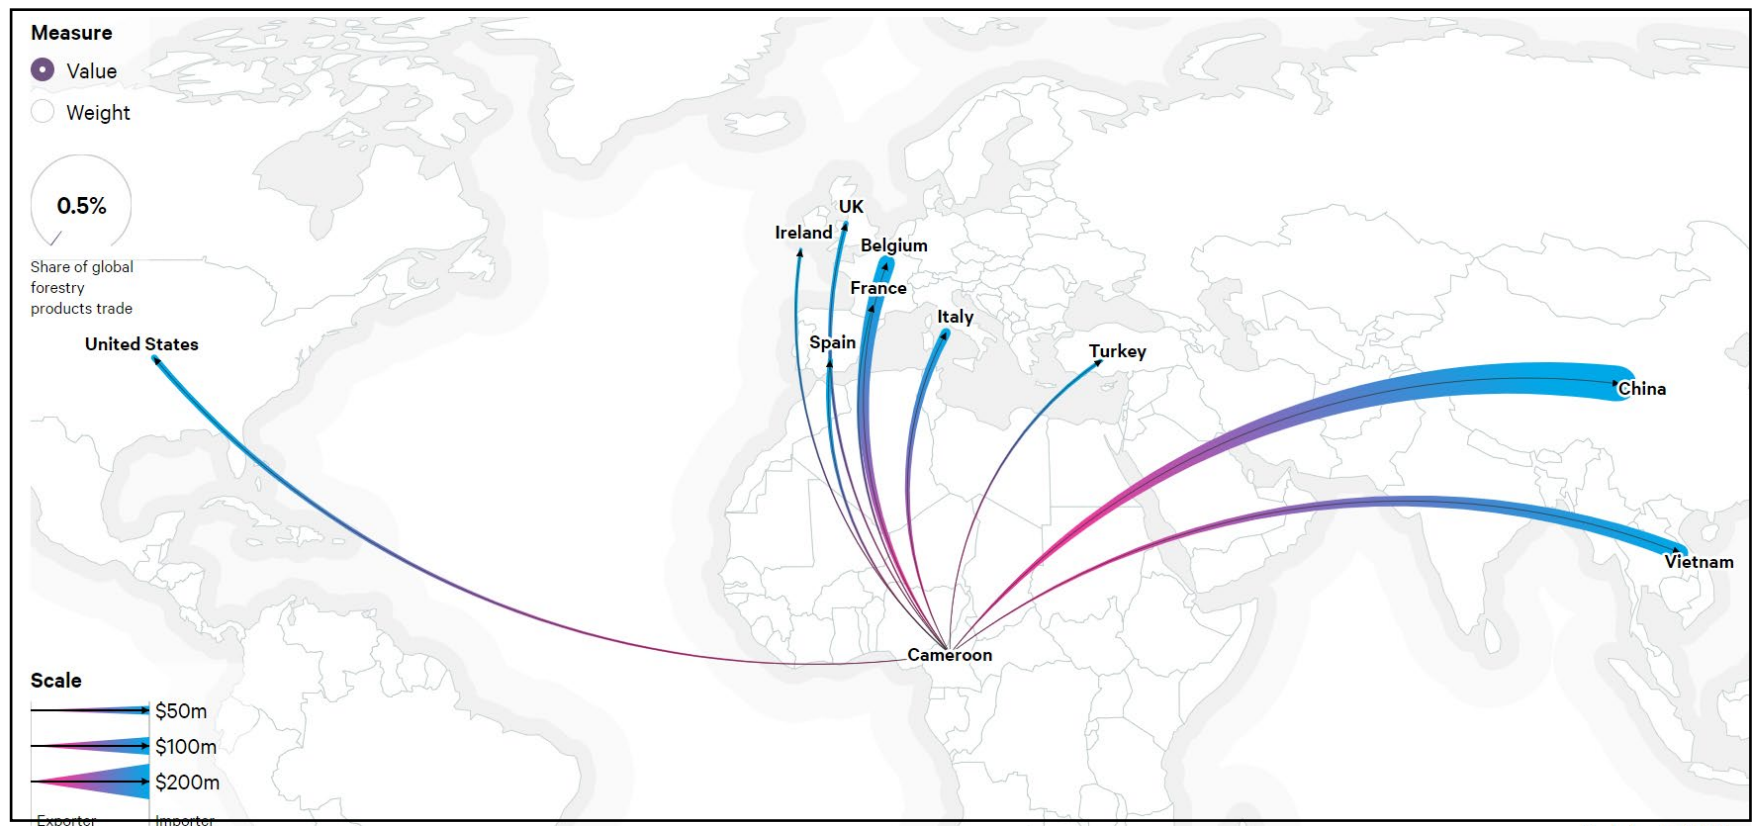 Measure
Value
Weight
0.5%
Share of global
forestry
products trade
UK
Ireland
Belgium
France
Italy
Spain
United States
Turkey
China
Vietnam
Cameroon
Scale
$50m
$100m
$200m
Exporter
Importer